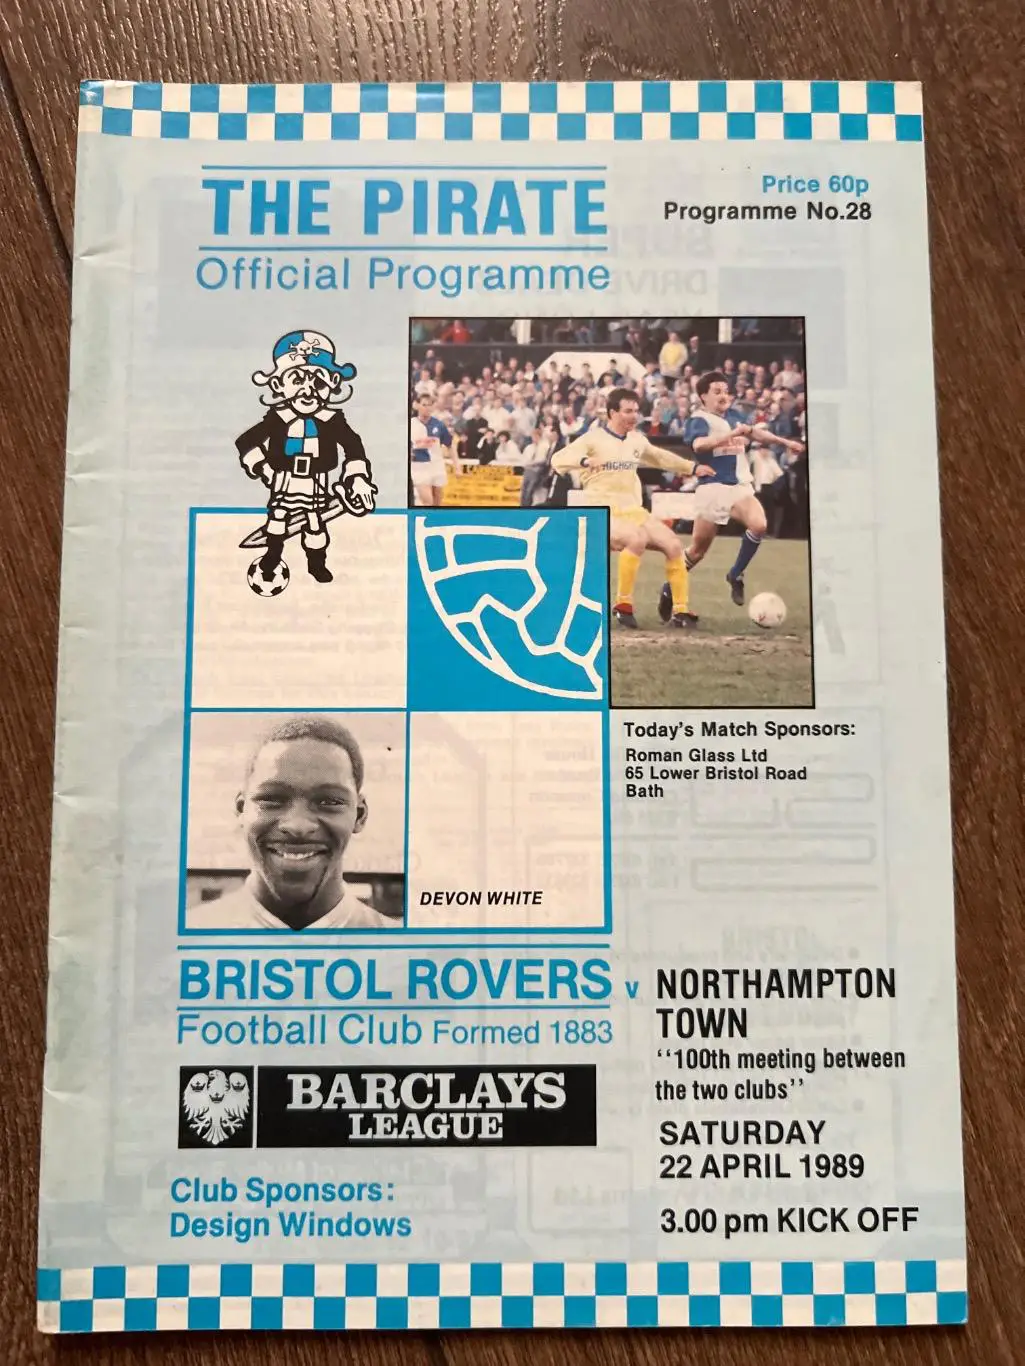 THE PIRATE
Official Programme
Price 60p
Programme No.28
HIGHGA
Today's Match Sponsors:
Roman Glass Ltd
65 Lower Bristol Road
Bath
DEVON WHITE
BRISTOL ROVERS v NORTHAMPTON
TOWN
Football Club Formed 1883
"100th meeting between
the two clubs"
BARCLAYS
LEAGUE
SATURDAY
22 APRIL 1989
3.00 pm KICK OFF
Club Sponsors:
Design Windows